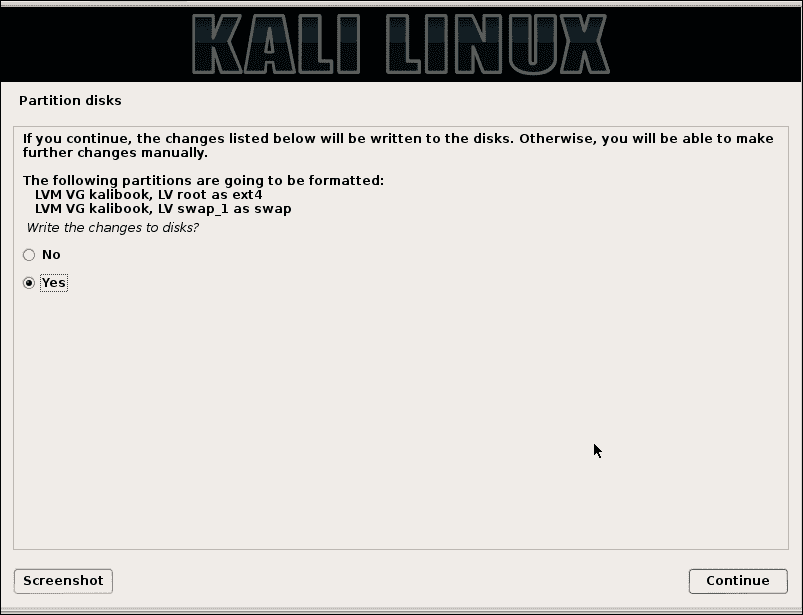 KALI LINUX
Partition disks
If you continue, the changes listed below will be written to the disks. Otherwise, you will be able to make
further changes manually.
The following partitions are going to be formatted:
LVM VG kalibook, LV root as ext4
LVM VG kalibook, LV swap_1 as swap
Write the changes to disks?
No
Yes
Screenshot
Continue